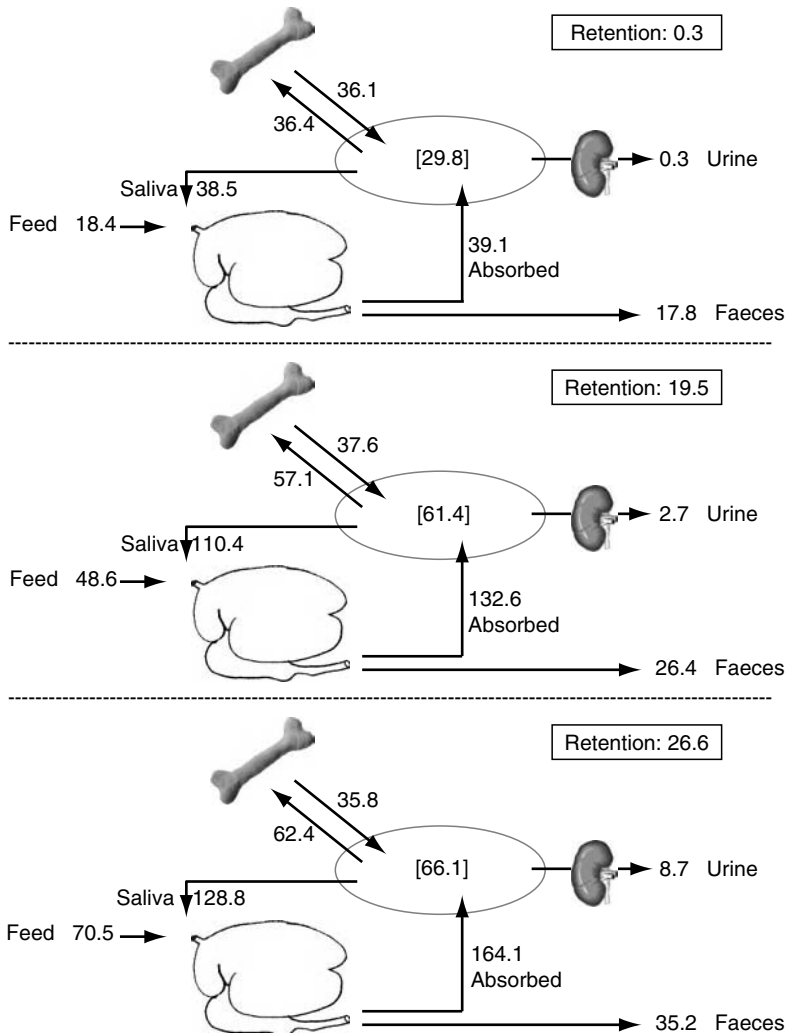 Retention: 0.3
36.1
36.4
[29.8]
0.3 Urine
Saliva 38.5
Feed 18.4
39.1
Absorbed
17.8 Faeces
Retention: 19.5
37.6
57.1
[61.4]
2.7 Urine
Saliva 110.4
Feed 48.6
132.6
Absorbed
26.4 Faeces
Retention: 26.6
35.8
62.4
[66.1]
8.7 Urine
Saliva 128.8
Feed 70.5
164.1
Absorbed
35.2 Faeces